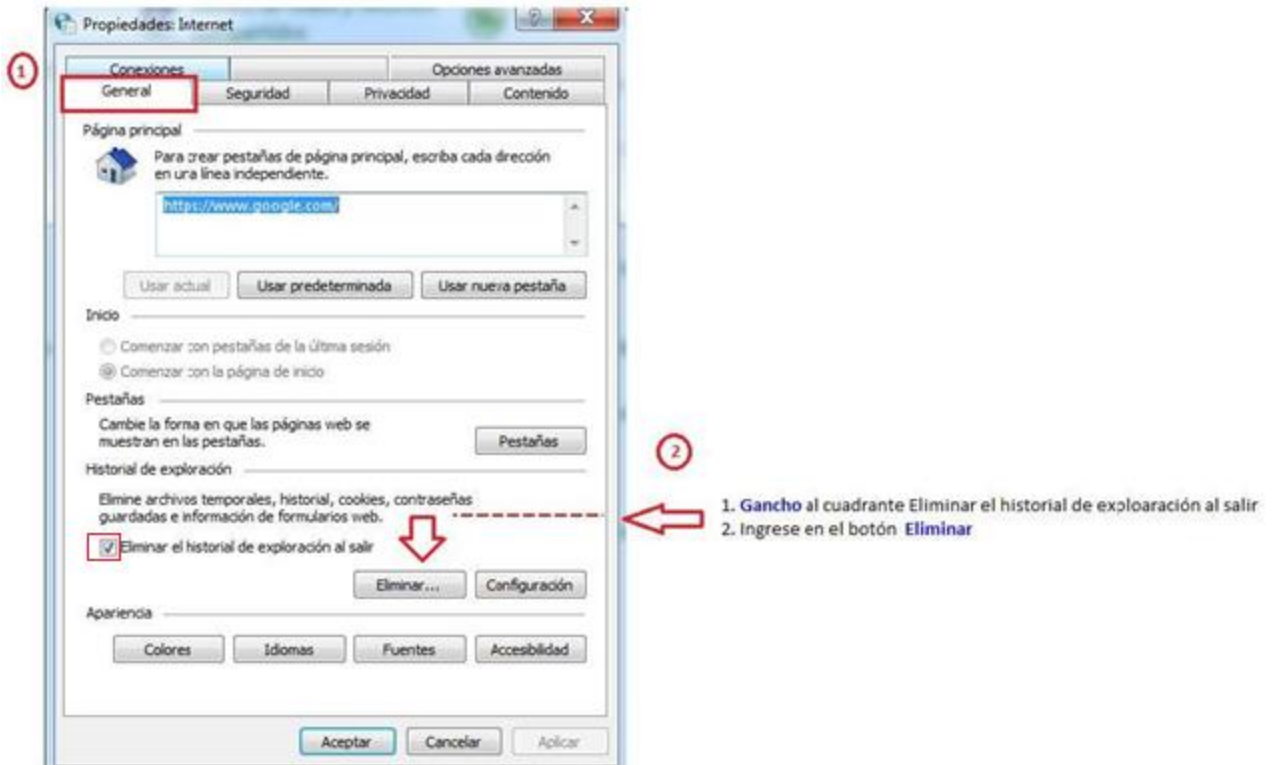 Propiedades: Internet
1
Conexiones
Opciones avanzadas
General
Seguridad
Privacidad
Contenido
Página principal
Para crear pestañas de página principal, escriba cada dirección
en una línea independiente.
https://www.google.com/
Usar actual
Usar predeterminada
Usar nueva pestaña
Inicio
Comenzar con pestañas de la última sesión
Comenzar con la página de inicio
Pestañas
Cambie la forma en que las páginas web se
muestran en las pestañas.
Pestañas
Historial de exploración
Elimine archivos temporales, historial, cookies, contraseñas
guardadas e información de formularios web.
Eliminar el historial de exploración al salir
Eliminar...
Configuración
Apariencia
Colores
Idiomas
Fuentes
Accesibilidad
Aceptar
Cancelar
Aplicar
2
1. Gancho al cuadrante Eliminar el historial de exploaración al salir
2. Ingrese en el botón Eliminar